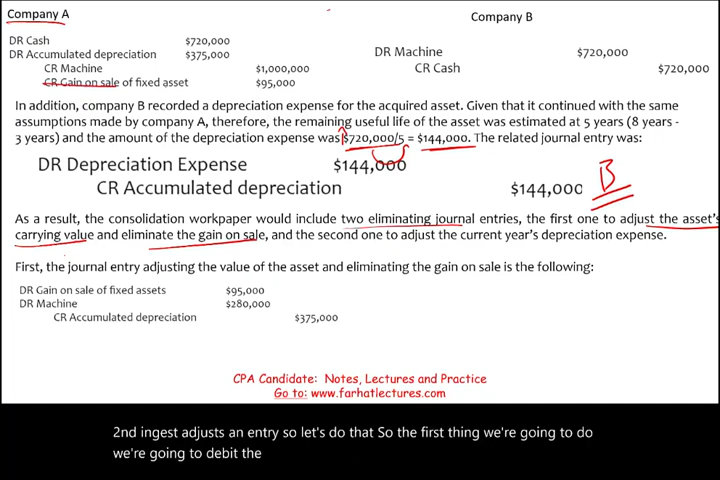 Company A
Company B
DR Cash $720,000
DR Accumulated depreciation $375,000
CR Machine $1,000,000
CR Gain on sale of fixed asset $95,000
DR Machine $720,000
CR Cash $720,000
In addition, company B recorded a depreciation expense for the acquired asset. Given that it continued with the same
assumptions made by company A, therefore, the remaining useful life of the asset was estimated at 5 years (8 years -
3 years) and the amount of the depreciation expense was $720,000/5 = $144,000. The related journal entry was:
DR Depreciation Expense $144,000
CR Accumulated depreciation $144,000
B
As a result, the consolidation workpaper would include two eliminating journal entries, the first one to adjust the asset's
carrying value and eliminate the gain on sale, and the second one to adjust the current year's depreciation expense.
First, the journal entry adjusting the value of the asset and eliminating the gain on sale is the following:
DR Gain on sale of fixed assets $95,000
DR Machine $280,000
CR Accumulated depreciation $375,000
CPA Candidate: Notes, Lectures and Practice
Go to: www.farhatlectures.com
2nd ingest adjusts an entry so let's do that So the first thing we're going to do
we're going to debit the